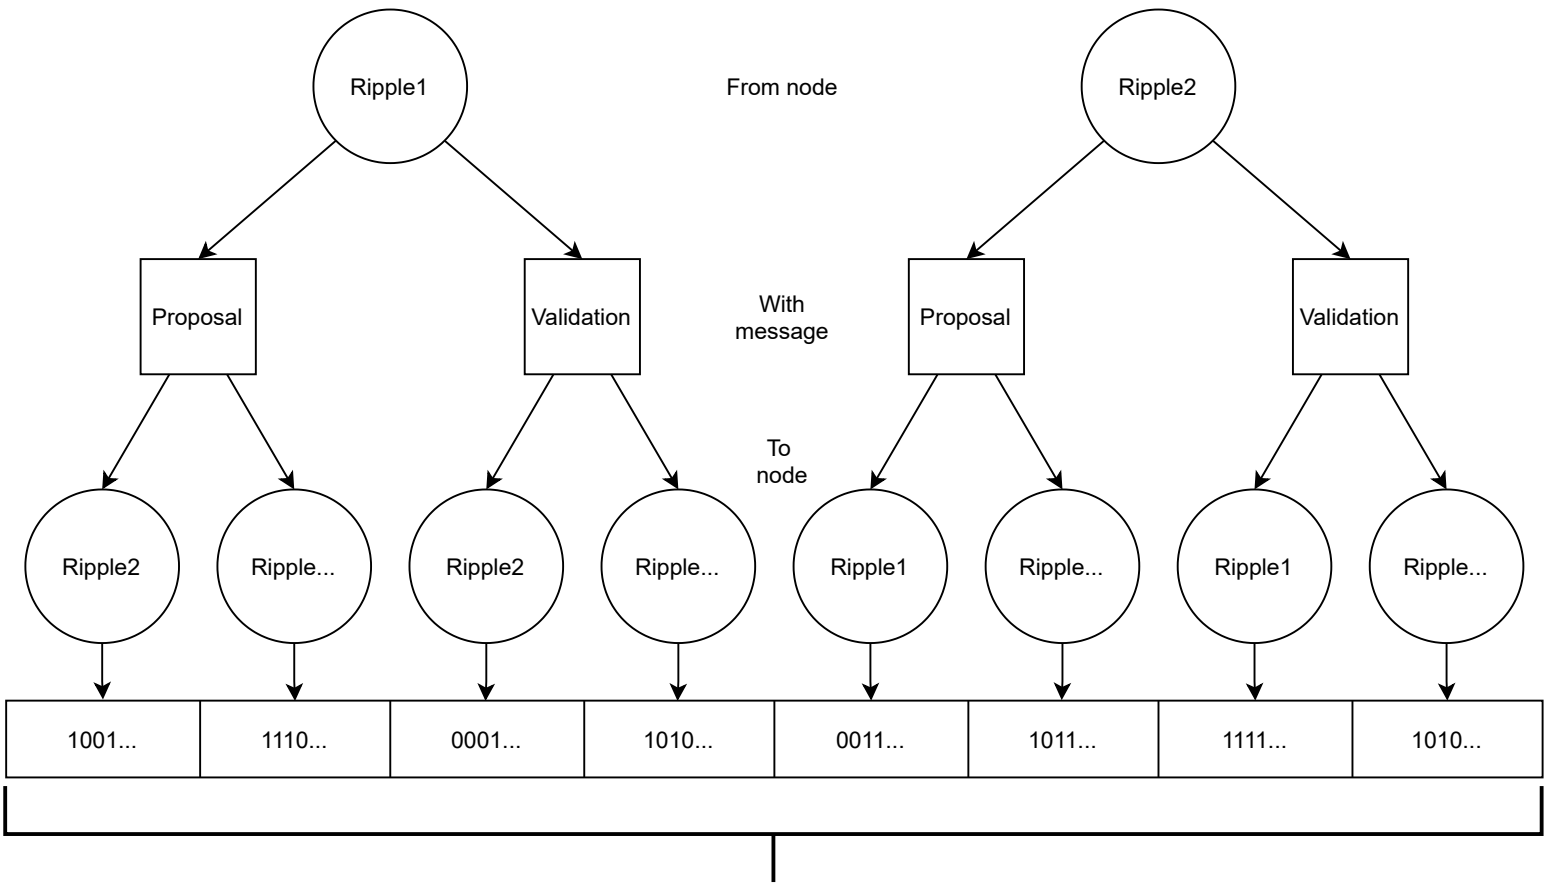 Ripple1
From node
Ripple2
Proposal
Validation
With
message
Proposal
Validation
To
node
Ripple2
Ripple...
Ripple2
Ripple...
Ripple1
Ripple...
Ripple1
Ripple...
1001...
1110...
0001...
1010...
0011...
1011...
1111...
1010...